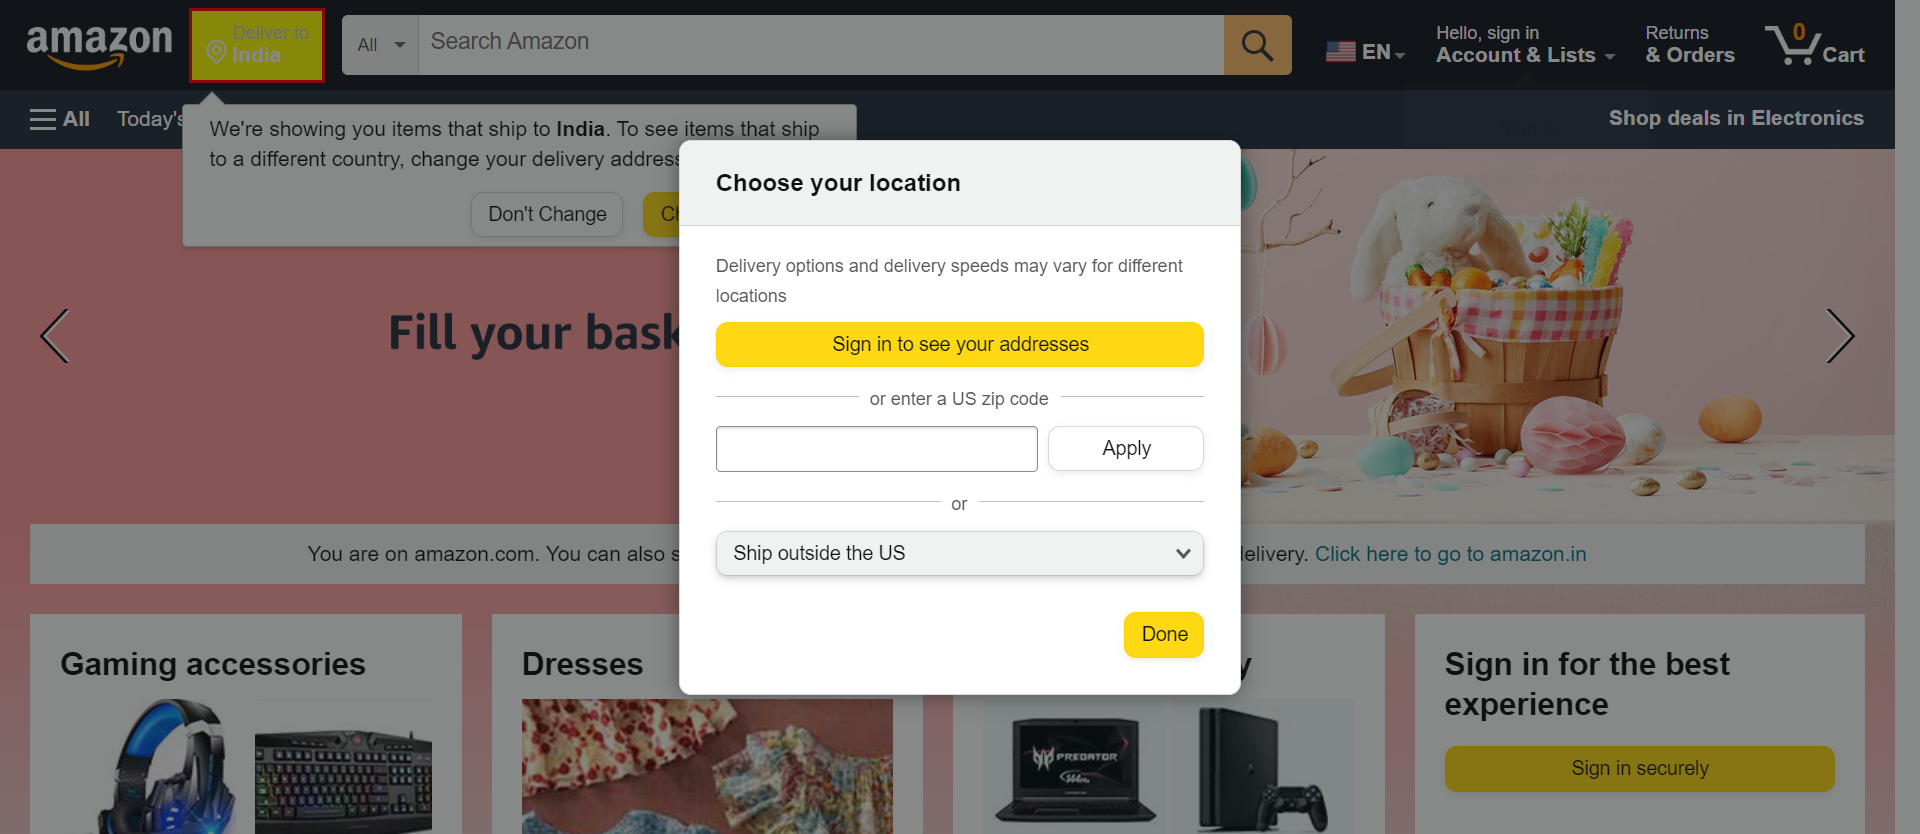 amazon
Deliver to
India
All
Search Amazon
EN
Hello, sign in
Account & Lists
Returns
& Orders
0
Cart
All
Today's
Shop deals in Electronics
We're showing you items that ship to India. To see items that ship
to a different country, change your delivery address
Don't Change
Ch
Choose your location
Delivery options and delivery speeds may vary for different
locations
Sign in to see your addresses
or enter a US zip code
Apply
or
Ship outside the US
Done
Fill your bask
You are on amazon.com. You can also s
delivery. Click here to go to amazon.in
Gaming accessories
Dresses
y
Sign in for the best
experience
Sign in securely
PREDATOR